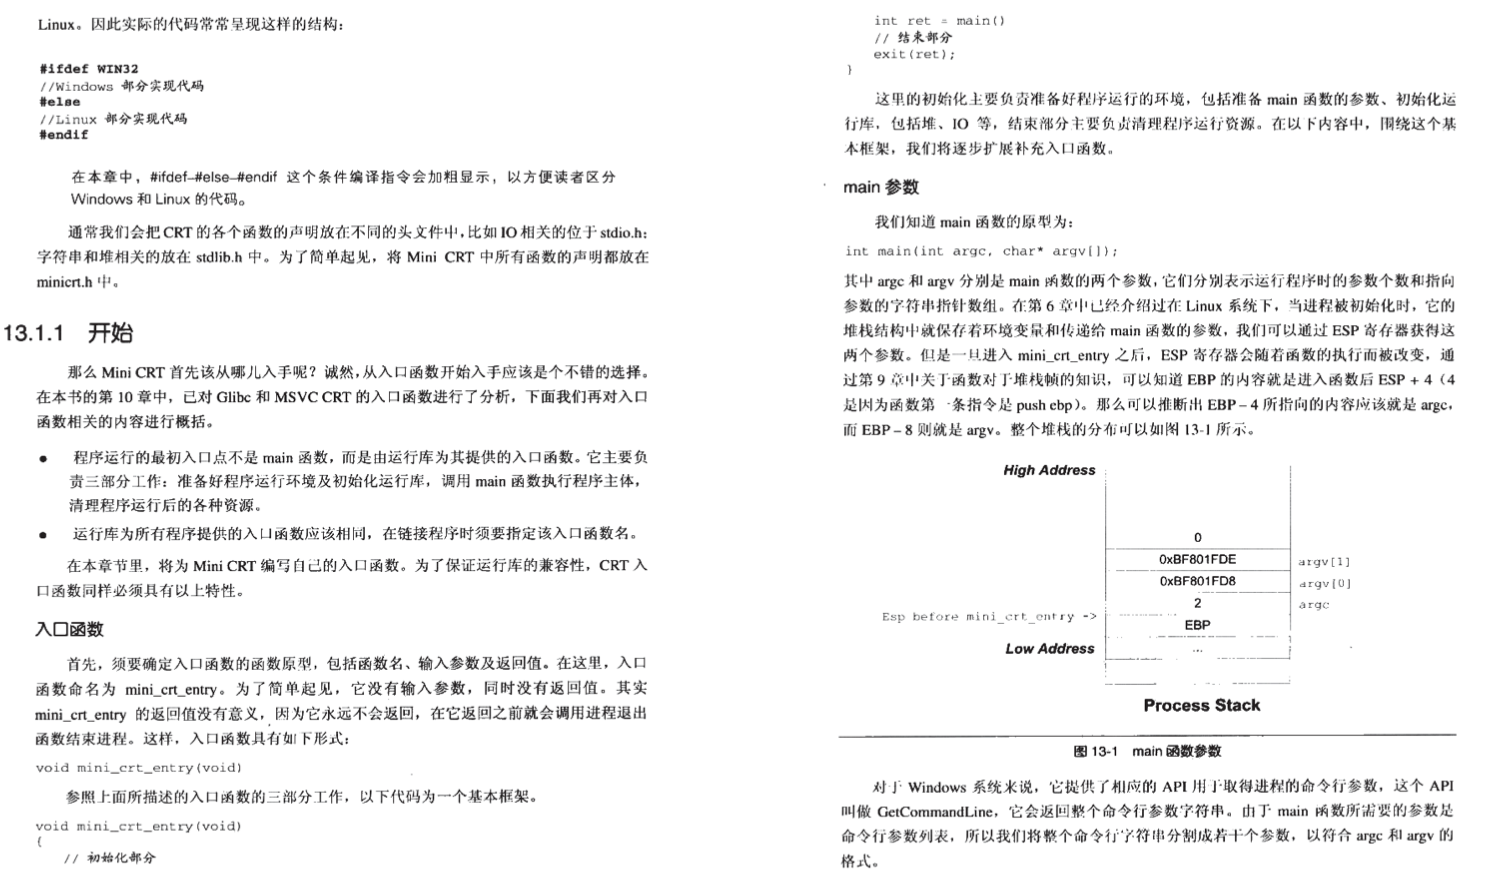 Linux。因此实际的代码常常呈现这样的结构：
#ifdef WIN32
//Windows 部分实现代码
#else
//Linux 部分实现代码
#endif
在本章中，#ifdef–#else–#endif 这个条件编译指令会加粗显示，以方便读者区分
Windows 和 Linux 的代码。
通常我们会把 CRT 的各个函数的声明放在不同的头文件中，比如 IO 相关的位于 stdio.h；
字符串和堆相关的放在 stdlib.h 中。为了简单起见，将 Mini CRT 中所有函数的声明都放在
minicrt.h 中。
13.1.1 开始
那么 Mini CRT 首先该从哪儿入手呢？诚然，从入口函数开始入手应该是个不错的选择。
在本书的第 10 章中，已对 Glibc 和 MSVC CRT 的入口函数进行了分析，下面我们再对入口
函数相关的内容进行概括。
● 程序运行的最初入口点不是 main 函数，而是由运行库为其提供的入口函数。它主要负
责三部分工作：准备好程序运行环境及初始化运行库，调用 main 函数执行程序主体，
清理程序运行后的各种资源。
● 运行库为所有程序提供的入口函数应该相同，在链接程序时须要指定该入口函数名。
在本章节里，将为 Mini CRT 编写自己的入口函数。为了保证运行库的兼容性，CRT 入
口函数同样必须具有以上特性。
入口函数
首先，须要确定入口函数的函数原型，包括函数名、输入参数及返回值。在这里，入口
函数命名为 mini_crt_entry。为了简单起见，它没有输入参数，同时没有返回值。其实
mini_crt_entry 的返回值没有意义，因为它永远不会返回，在它返回之前就会调用进程退出
函数结束进程。这样，入口函数具有如下形式：
void mini_crt_entry(void)
参照上面所描述的入口函数的三部分工作，以下代码为一个基本框架。
void mini_crt_entry(void)
{
// 初始化部分
int ret = main()
// 结束部分
exit(ret);
}
这里的初始化主要负责准备好程序运行的环境，包括准备 main 函数的参数、初始化运
行库，包括堆、IO 等，结束部分主要负责清理程序运行资源。在以下内容中，围绕这个基
本框架，我们将逐步扩展补充入口函数。
main 参数
我们知道 main 函数的原型为：
int main(int argc, char* argv[]);
其中 argc 和 argv 分别是 main 函数的两个参数，它们分别表示运行程序时的参数个数和指向
参数的字符串指针数组。在第 6 章中已经介绍过在 Linux 系统下，当进程被初始化时，它的
堆栈结构中就保存着环境变量和传递给 main 函数的参数，我们可以通过 ESP 寄存器获得这
两个参数。但是一旦进入 mini_crt_entry 之后，ESP 寄存器会随着函数的执行而被改变，通
过第 9 章中关于函数对于堆栈帧的知识，可以知道 EBP 的内容就是进入函数后 ESP + 4（4
是因为函数第一条指令是 push ebp）。那么可以推断出 EBP – 4 所指向的内容应该就是 argc，
而 EBP – 8 则就是 argv。整个堆栈的分布可以如图 13-1 所示。
High Address
0
0xBF801FDE argv[1]
0xBF801FD8 argv[0]
2 argc
Esp before mini_crt_entry ->
EBP
Low Address
...
Process Stack
图 13-1 main 函数参数
对于 Windows 系统来说，它提供了相应的 API 用于取得进程的命令行参数，这个 API
叫做 GetCommandLine，它会返回整个命令行参数字符串。由于 main 函数所需要的参数是
命令行参数列表，所以我们将整个命令行字符串分割成若干个参数，以符合 argc 和 argv 的
格式。